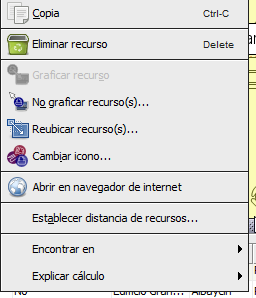 Copia Ctrl-C
Eliminar recurso Delete
Graficar recurso
No graficar recurso(s)...
Reubicar recurso(s)...
Cambiar icono...
Abrir en navegador de internet
Establecer distancia de recursos...
Encontrar en
Explicar cálculo
No